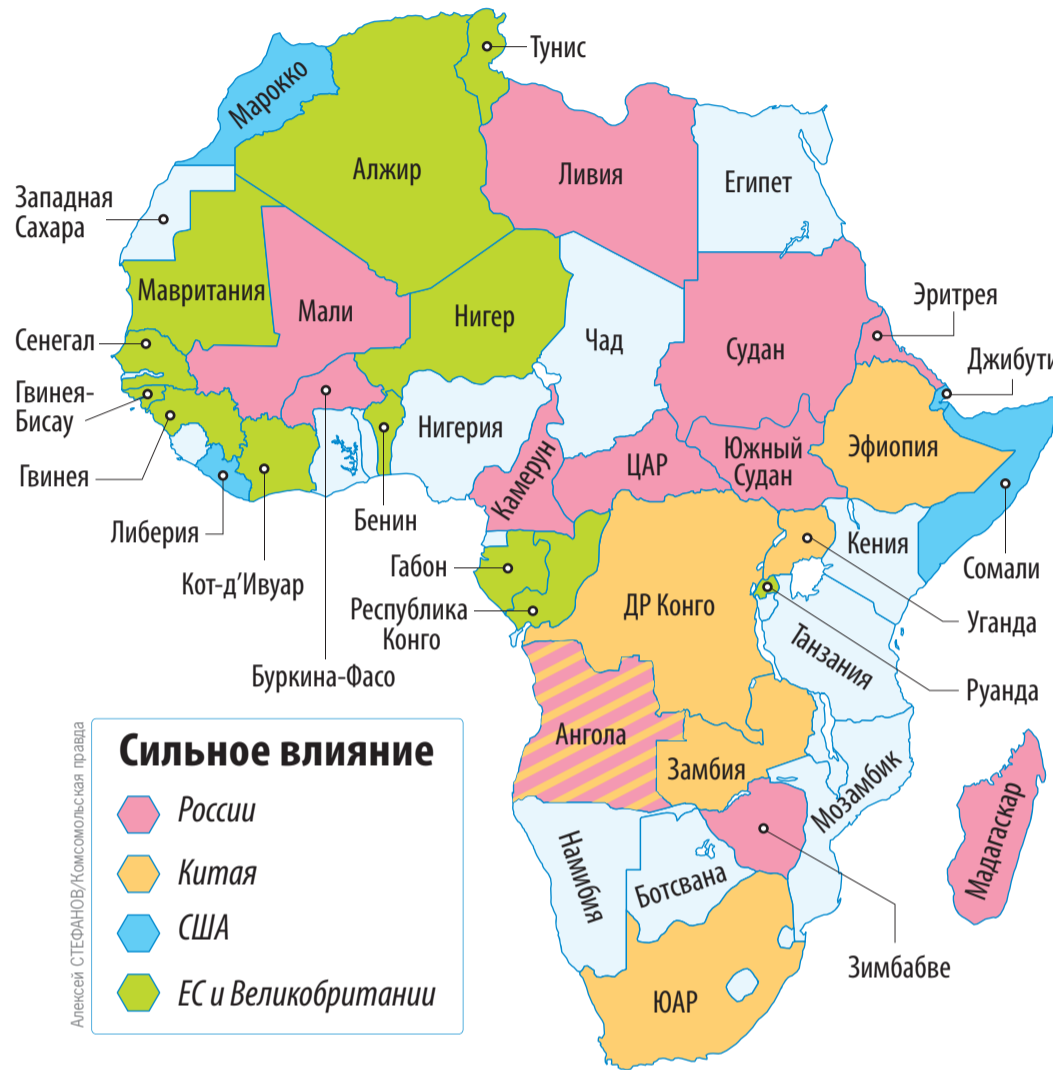 Тунис
Марокко
Алжир
Ливия
Египет
Западная
Сахара
Мавритания
Мали
Нигер
Чад
Судан
Эритрея
Джибути
Сенегал
Гвинея-
Бисау
Гвинея
Нигерия
Камерун
ЦАР
Южный
Судан
Эфиопия
Либерия
Кот-д'Ивуар
Бенин
Буркина-Фасо
Габон
Республика
Конго
ДР Конго
Кения
Сомали
Уганда
Танзания
Руанда
Ангола
Замбия
Мозамбик
Мадагаскар
Намибия
Ботсвана
Зимбабве
ЮАР
Сильное влияние
России
Китая
США
ЕС и Великобритании
Алексей СТЕФАНОВ/Комсомольская правда